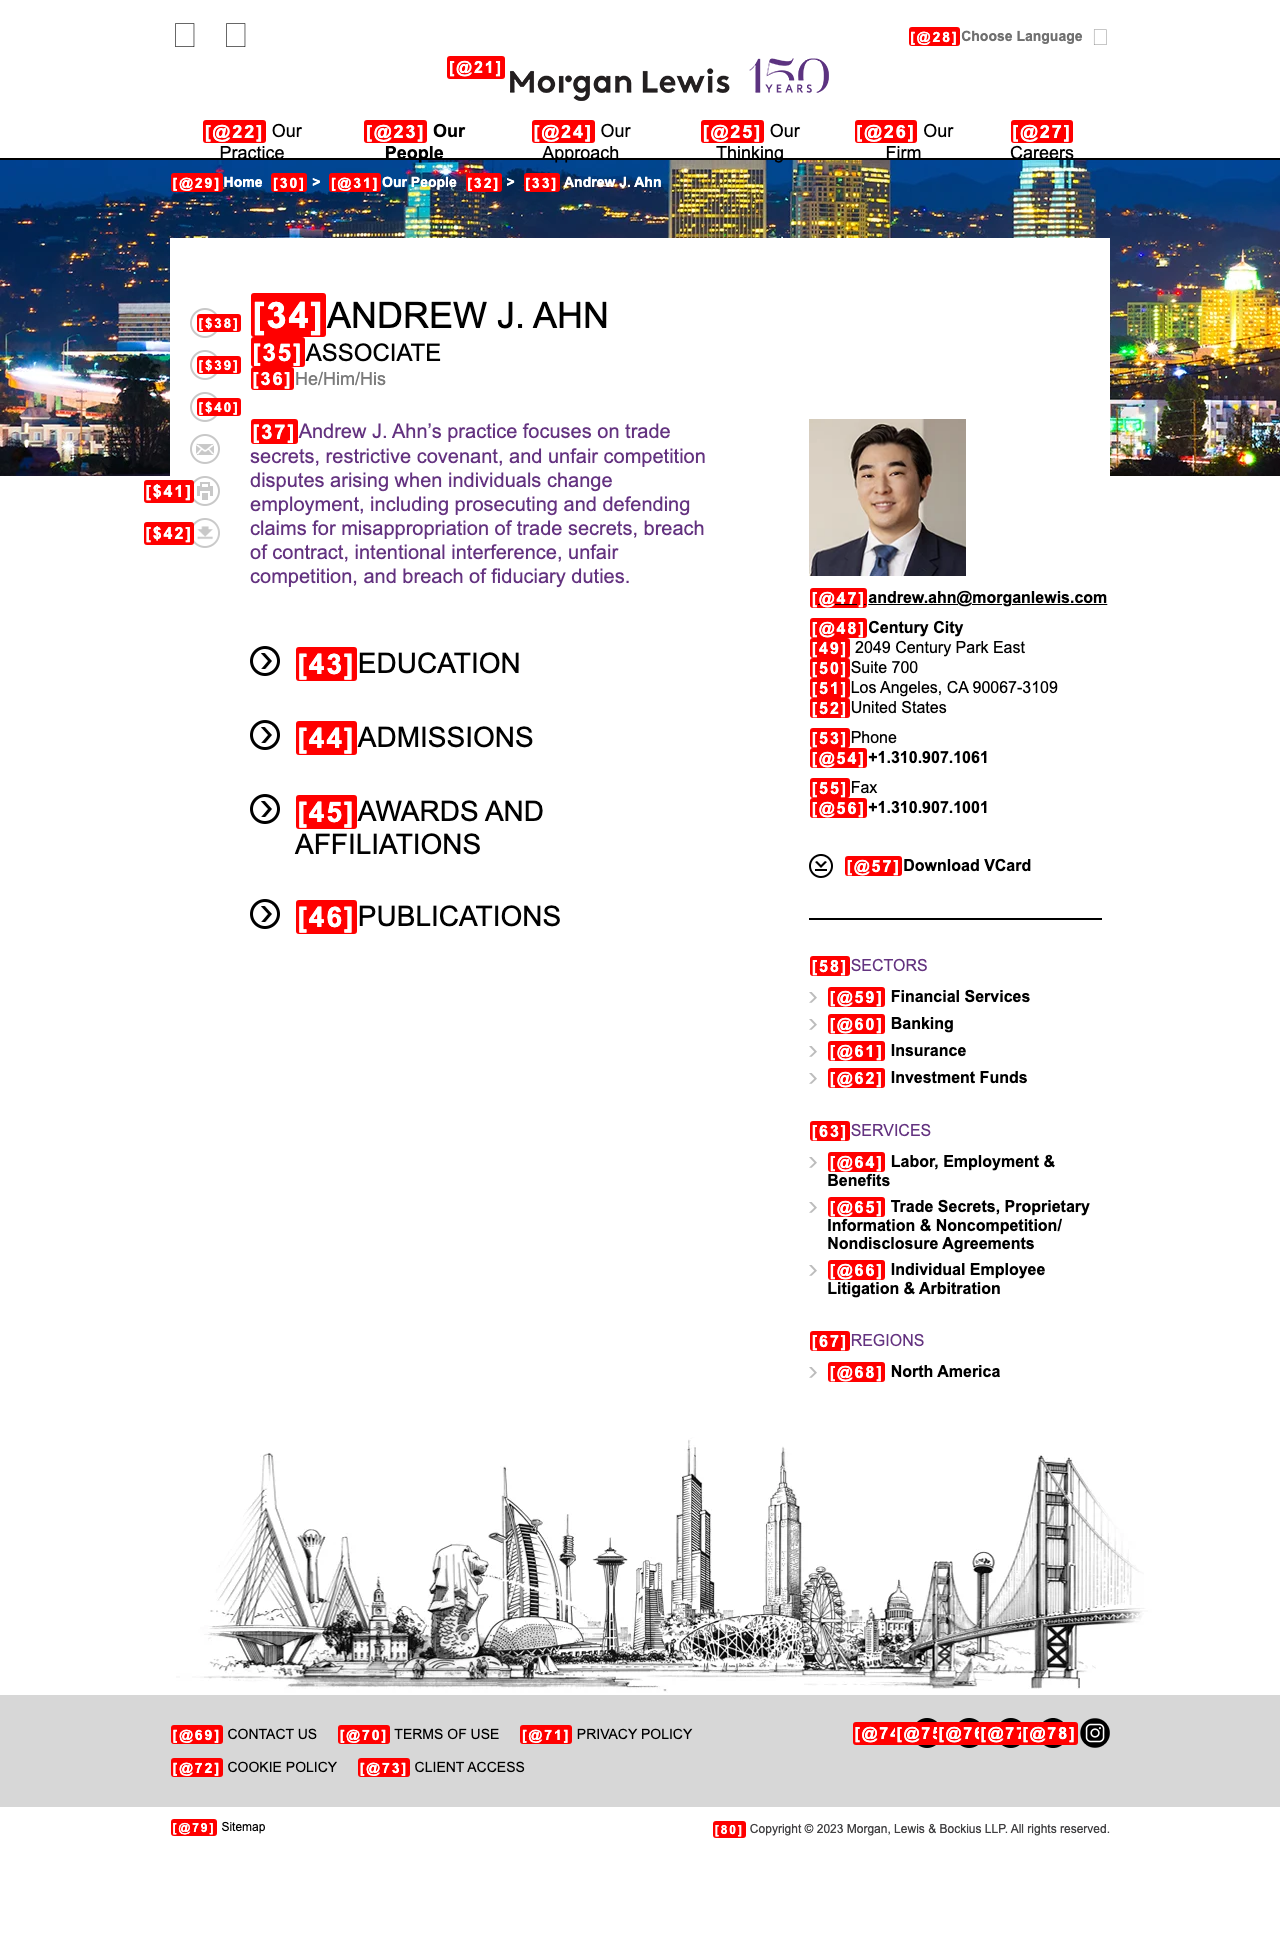 [@28] Choose Language
[@21] Morgan Lewis 150 YEARS
[@22] Our Practice
[@23] Our People
[@24] Our Approach
[@25] Our Thinking
[@26] Our Firm
[@27] Careers
[@29] Home [30] > [@31] Our People [32] > [33] Andrew J. Ahn
[34] ANDREW J. AHN
[35] ASSOCIATE
[36] He/Him/His
[$38]
[$39]
[$40]
[$41]
[$42]
[37] Andrew J. Ahn’s practice focuses on trade
secrets, restrictive covenant, and unfair competition
disputes arising when individuals change
employment, including prosecuting and defending
claims for misappropriation of trade secrets, breach
of contract, intentional interference, unfair
competition, and breach of fiduciary duties.
[43] EDUCATION
[44] ADMISSIONS
[45] AWARDS AND
AFFILIATIONS
[46] PUBLICATIONS
[@47] andrew.ahn@morganlewis.com
[@48] Century City
[49] 2049 Century Park East
[50] Suite 700
[51] Los Angeles, CA 90067-3109
[52] United States
[53] Phone
[@54] +1.310.907.1061
[55] Fax
[@56] +1.310.907.1001
[@57] Download VCard
[58] SECTORS
[@59] Financial Services
[@60] Banking
[@61] Insurance
[@62] Investment Funds
[63] SERVICES
[@64] Labor, Employment &
Benefits
[@65] Trade Secrets, Proprietary
Information & Noncompetition/
Nondisclosure Agreements
[@66] Individual Employee
Litigation & Arbitration
[67] REGIONS
[@68] North America
[@69] CONTACT US [@70] TERMS OF USE [@71] PRIVACY POLICY
[@72] COOKIE POLICY [@73] CLIENT ACCESS
[@74 [@75 [@76 [@77 [@78]
[@79] Sitemap
[80] Copyright © 2023 Morgan, Lewis & Bockius LLP. All rights reserved.